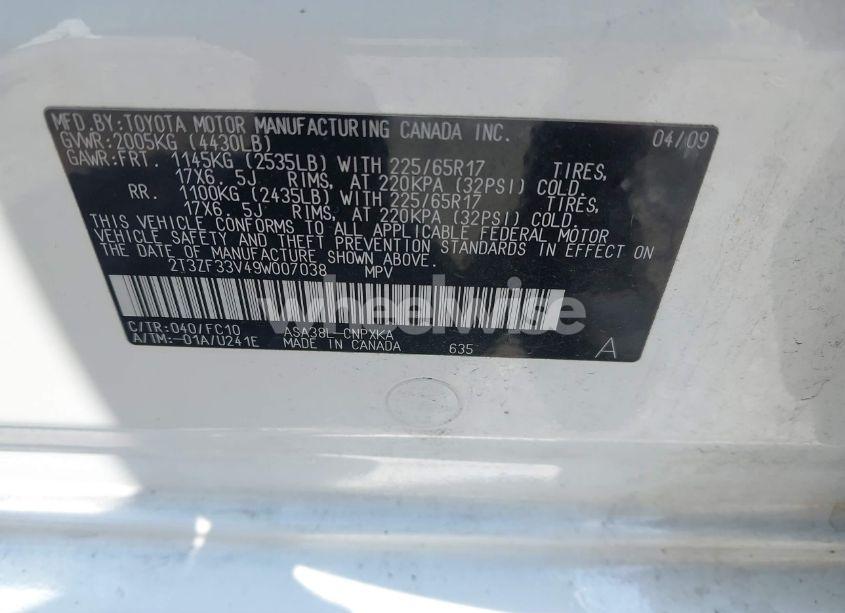 MFD. BY: TOYOTA MOTOR MANUFACTURING CANADA INC. 04/09
GVWR: 2005KG (4430LB)
GAWR: FRT. 1145KG (2535LB) WITH 225/65R17 TIRES,
17X6.5J RIMS, AT 220KPA (32PSI) COLD.
RR. 1100KG (2435LB) WITH 225/65R17 TIRES,
17X6.5J RIMS, AT 220KPA (32PSI) COLD.
THIS VEHICLE CONFORMS TO ALL APPLICABLE FEDERAL MOTOR
VEHICLE SAFETY AND THEFT PREVENTION STANDARDS IN EFFECT ON
THE DATE OF MANUFACTURE SHOWN ABOVE.
2T3ZF33V49W007038 MPV
wheelwise
C/TR: 040/FC10 ASA38L-CNPXKA
A/TM: -01A/U241E MADE IN CANADA 635 A